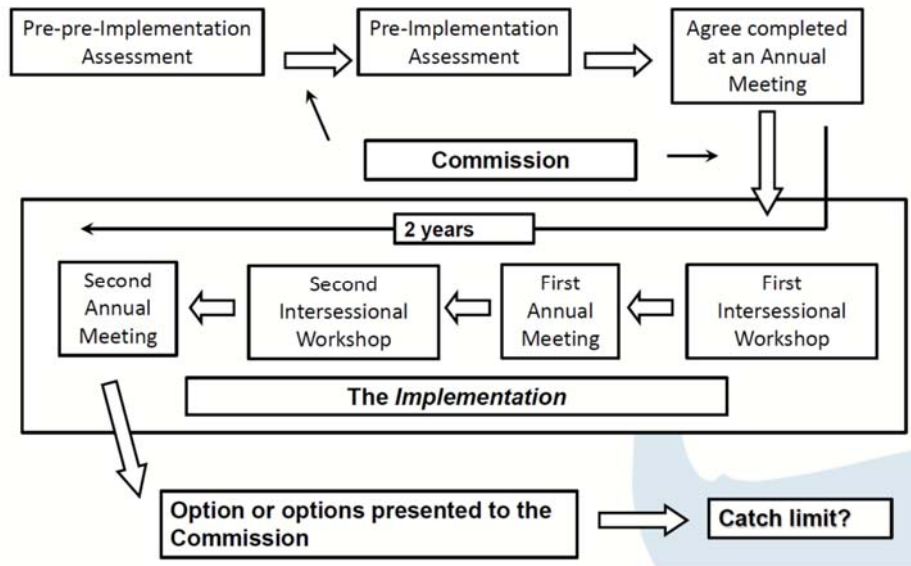 Pre-pre-Implementation
Assessment
Pre-Implementation
Assessment
Agree completed
at an Annual
Meeting
Commission
2 years
Second
Annual
Meeting
Second
Intersessional
Workshop
First
Annual
Meeting
First
Intersessional
Workshop
The Implementation
Option or options presented to the
Commission
Catch limit?